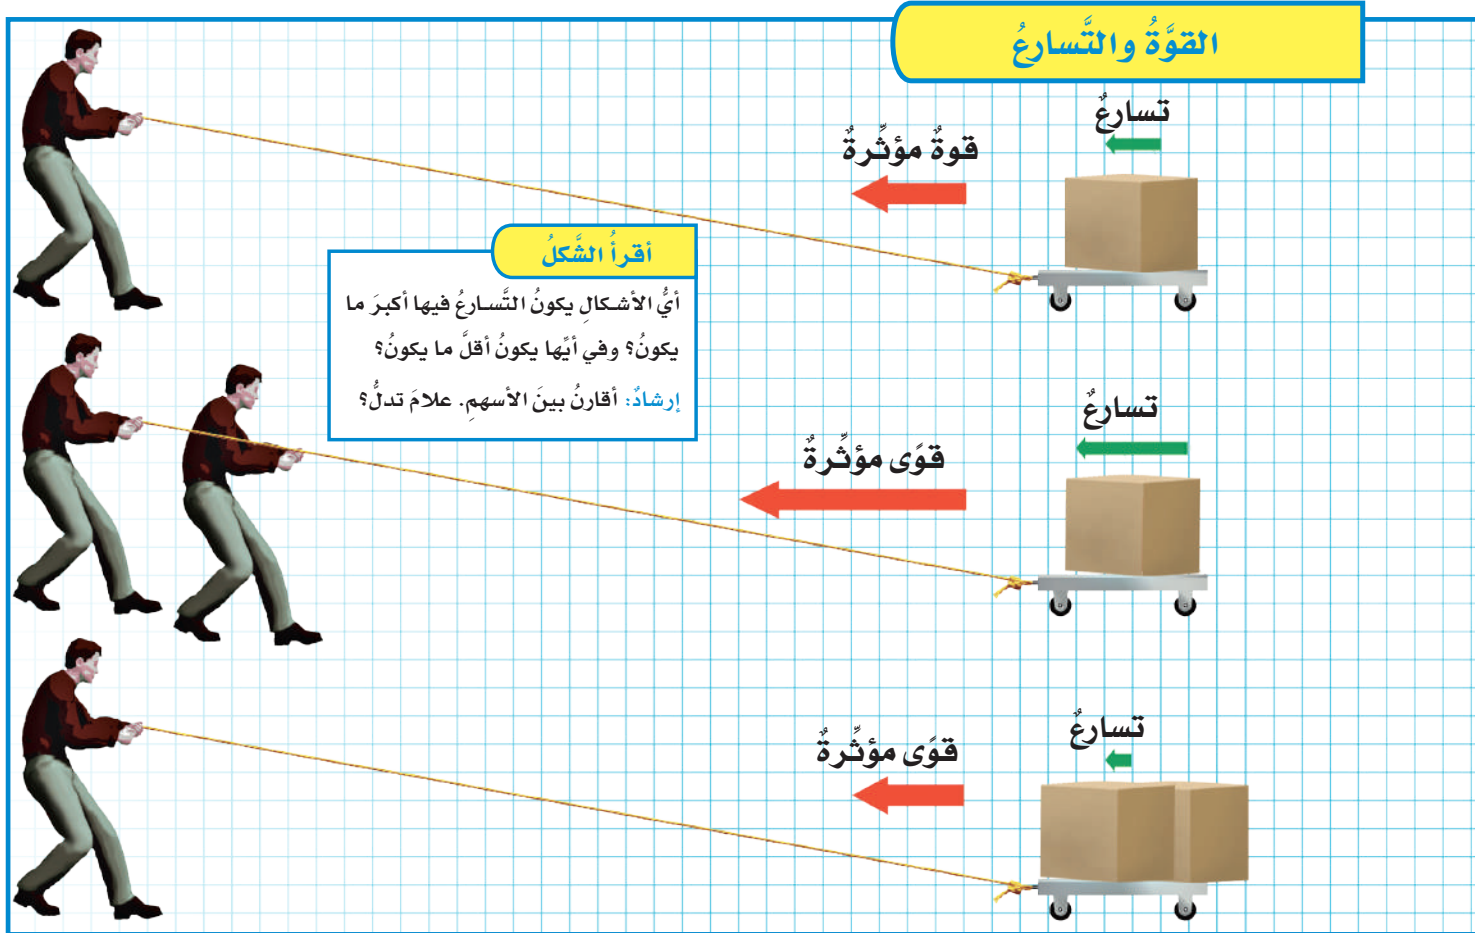 القوَّةُ والتَّسارعُ
تسارعٌ
قوةٌ مؤثِّرةٌ
أقرأُ الشَّكلُ
أيُّ الأشكالِ يكونُ التَّسارعُ فيها أكبرَ ما
يكونُ؟ وفي أيِّها يكونُ أقلَّ ما يكونُ؟
إرشادٌ: أقارنُ بينَ الأسهمِ. علامَ تدلُّ؟
تسارعٌ
قوًى مؤثِّرةٌ
تسارعٌ
قوًى مؤثِّرةٌ